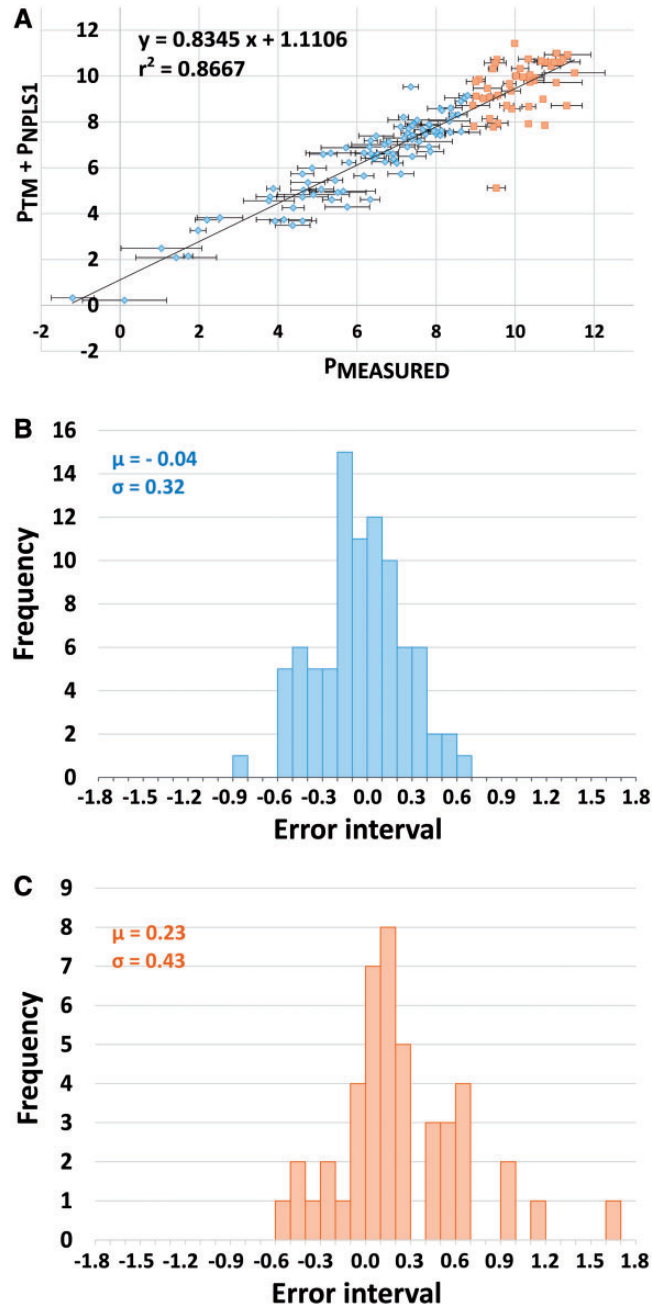 A
y = 0.8345 x + 1.1106
r² = 0.8667
12
10
8
6
4
2
0
-2
-2 0 2 4 6 8 10 12
PTM + PNPLS1
PMEASURED
B
μ = - 0.04
σ = 0.32
16
14
12
10
8
6
4
2
0
Frequency
-1.8 -1.5 -1.2 -0.9 -0.6 -0.3 0.0 0.3 0.6 0.9 1.2 1.5 1.8
Error interval
C
μ = 0.23
σ = 0.43
9
8
7
6
5
4
3
2
1
0
Frequency
-1.8 -1.5 -1.2 -0.9 -0.6 -0.3 0.0 0.3 0.6 0.9 1.2 1.5 1.8
Error interval